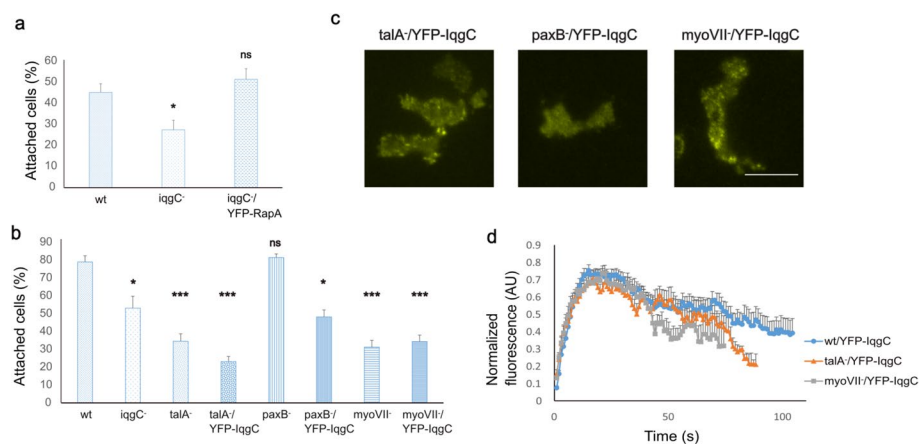 a
ns
60
50
40
30
20
10
0
*
Attached cells (%)
wt
iqgC-
iqgC-/
YFP-RapA
b
90
80
70
60
50
40
30
20
10
0
ns
*
***
***
*
***
***
Attached cells (%)
wt
iqgC-
talA-
talA-/
YFP-IqgC
paxB-
paxB-/
YFP-IqgC
myoVII-
myoVII-/
YFP-IqgC
c
talA-/YFP-IqgC
paxB-/YFP-IqgC
myoVII-/YFP-IqgC
d
0.9
0.8
0.7
0.6
0.5
0.4
0.3
0.2
0.1
0
Normalized
fluorescence (AU)
0
50
100
Time (s)
wt/YFP-IqgC
talA-/YFP-IqgC
myoVII-/YFP-IqgC